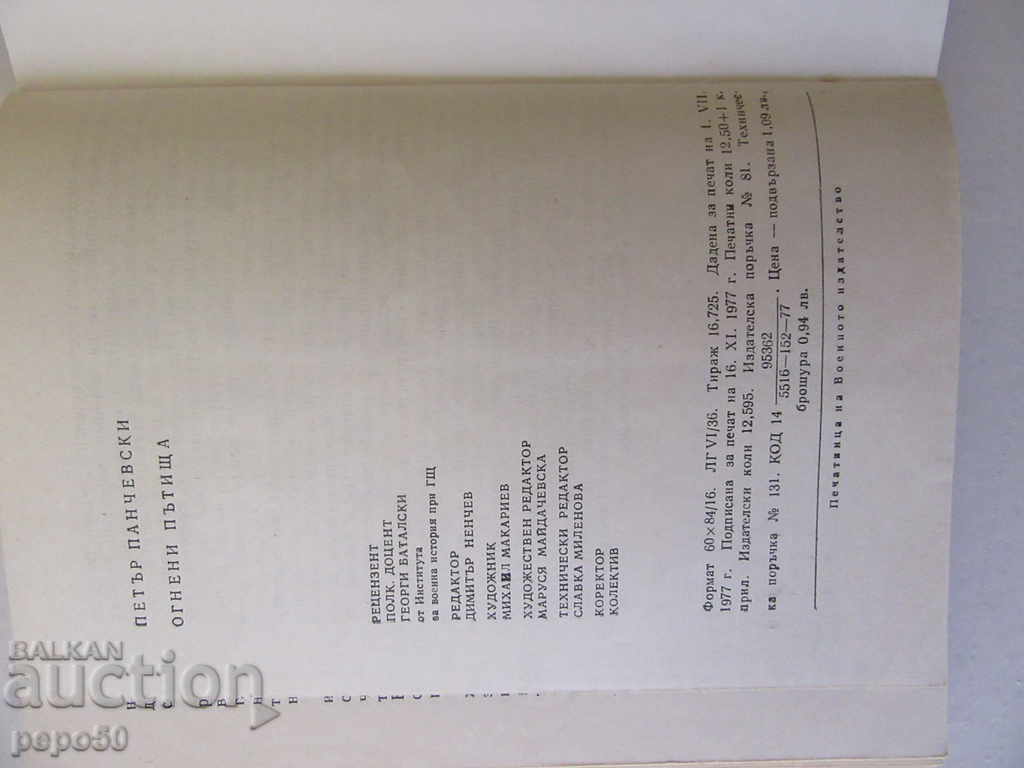 ПЕТЪР ПАНЧЕВСКИ
ОГНЕНИ ПЪТИЩА
РЕЦЕНЗЕНТ
ПОЛК. ДОЦЕНТ
ГЕОРГИ БАТАЛСКИ
от Института
за военна история при ГЩ
РЕДАКТОР
ДИМИТЪР НЕНЧЕВ
ХУДОЖНИК
МИХАИЛ МАКАРИЕВ
ХУДОЖЕСТВЕН РЕДАКТОР
МАРУСЯ МАЙДАЧЕВСКА
ТЕХНИЧЕСКИ РЕДАКТОР
СЛАВКА МИЛЕНОВА
КОРЕКТОР
КОЛЕКТИВ
Формат 60×84/16. ЛГ VI/36. Тираж 16,725. Дадена за печат на 1. VII.
1977 г. Подписана за печат на 16. XI. 1977 г. Печатни коли 12,50+1 к.
прил. Издателски коли 12,595. Издателска поръчка № 81. Техничес-
ка поръчка № 131. КОД 14 95362/5516—152—77. Цена — подвързана 1,09 лв.,
брошура 0,94 лв.
Печатница на Военното издателство
BALKAN
auction
pepo50